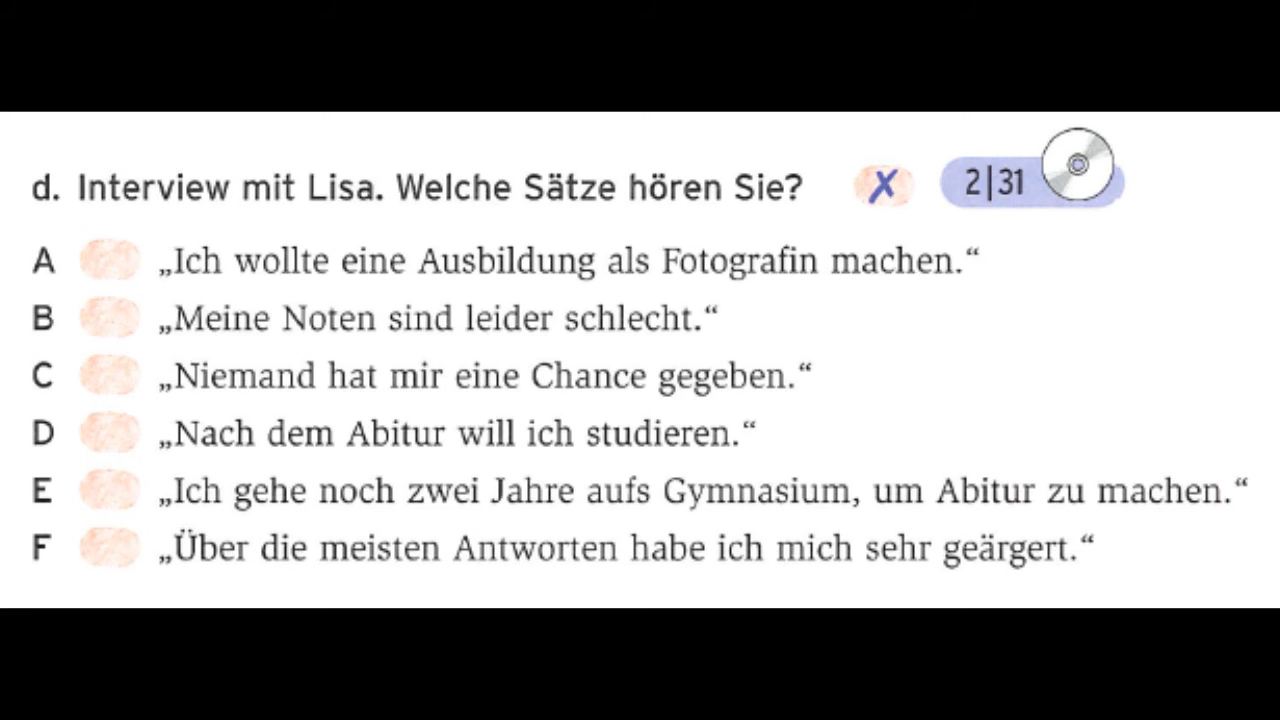 d. Interview mit Lisa. Welche Sätze hören Sie? X 2|31
A „Ich wollte eine Ausbildung als Fotografin machen.“
B „Meine Noten sind leider schlecht.“
C „Niemand hat mir eine Chance gegeben.“
D „Nach dem Abitur will ich studieren.“
E „Ich gehe noch zwei Jahre aufs Gymnasium, um Abitur zu machen.“
F „Über die meisten Antworten habe ich mich sehr geärgert.“